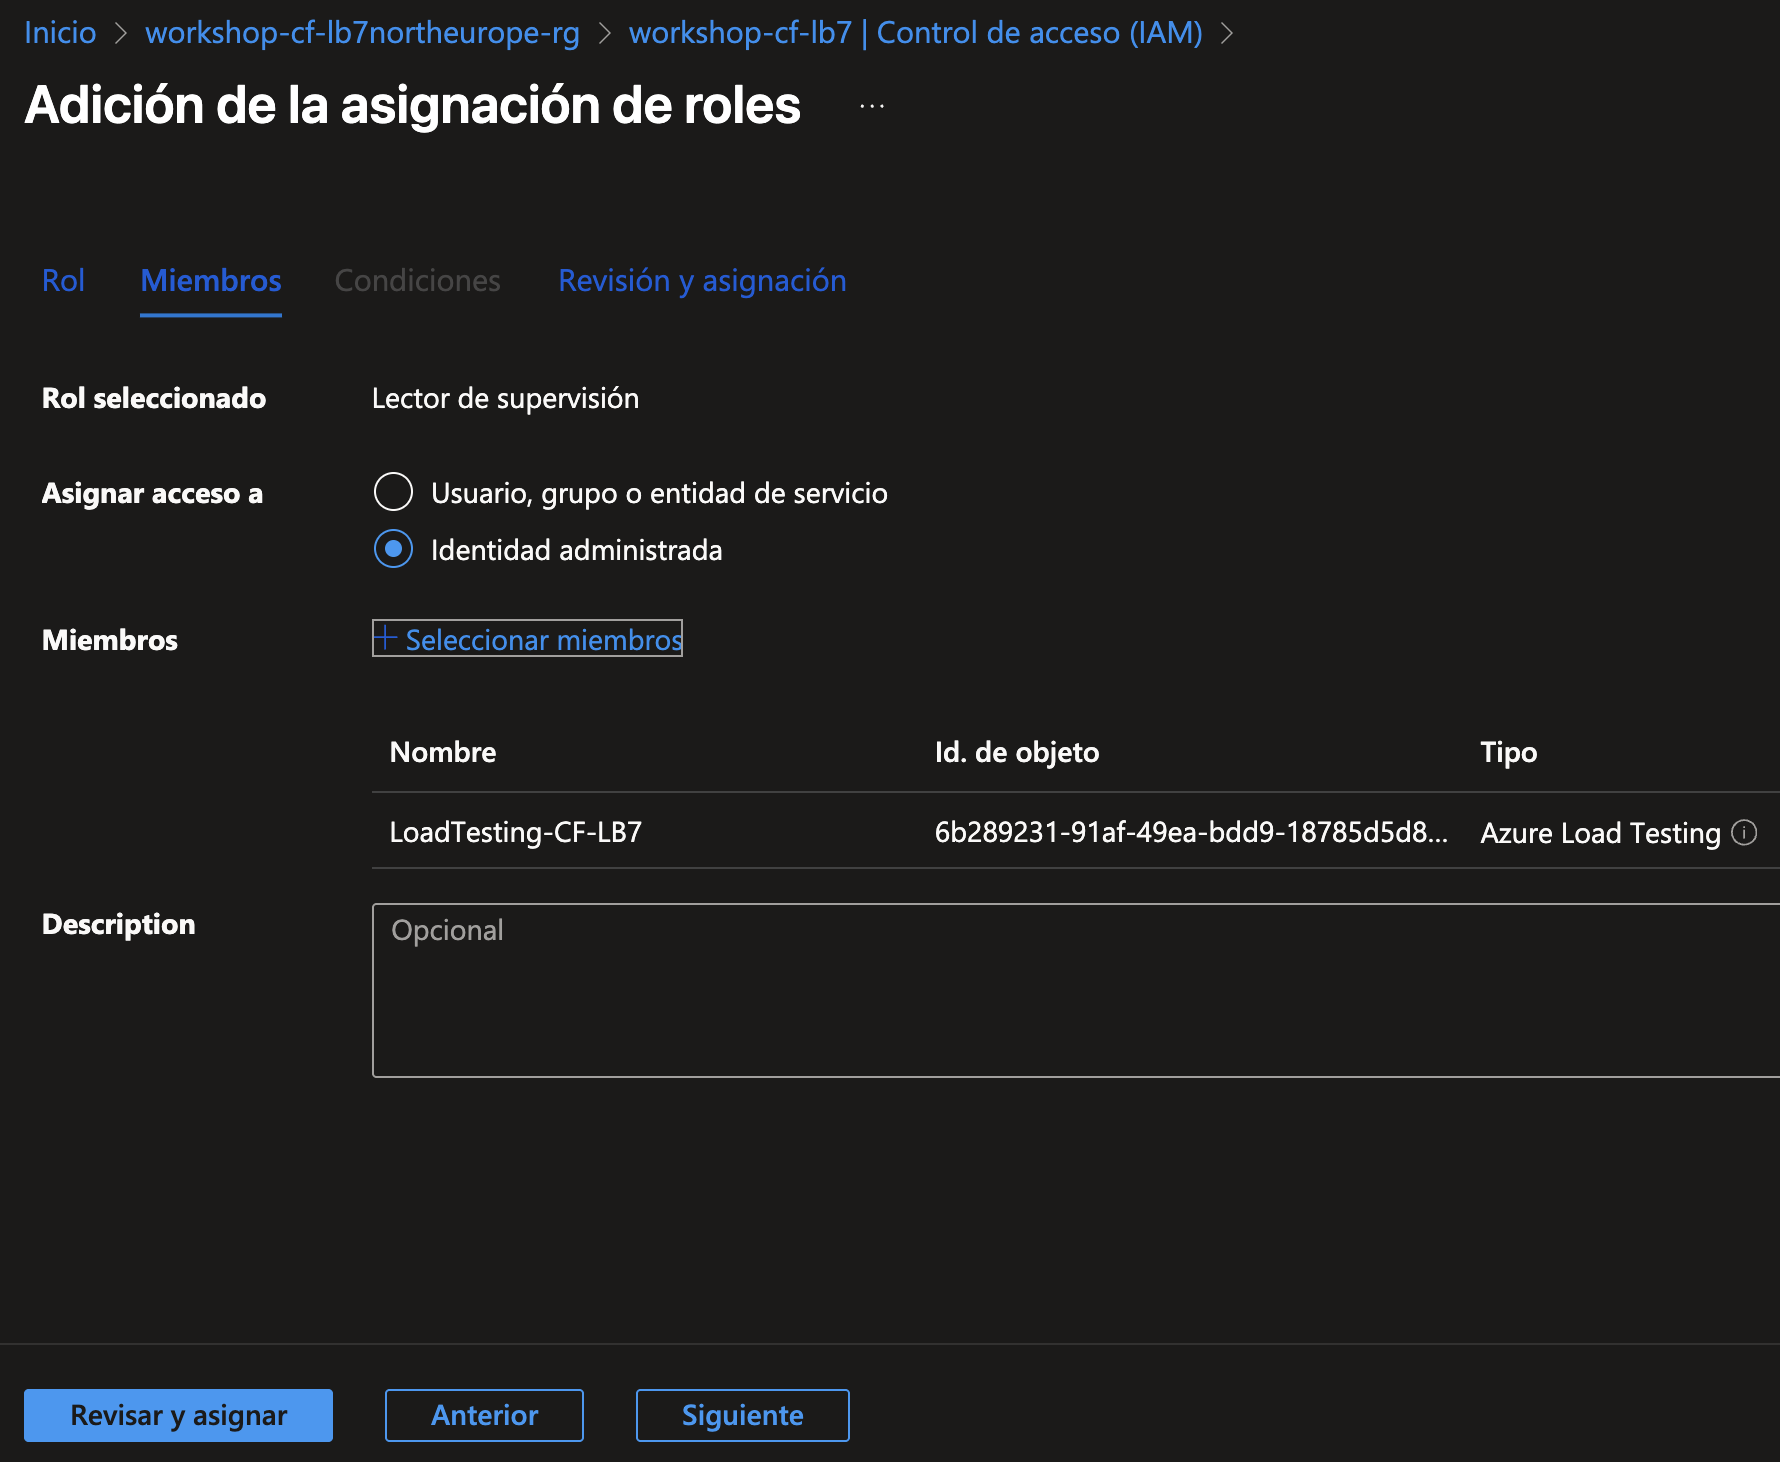 Inicio > workshop-cf-lb7northeurope-rg > workshop-cf-lb7 | Control de acceso (IAM) >
Adición de la asignación de roles ...
Rol Miembros Condiciones Revisión y asignación
Rol seleccionado Lector de supervisión
Asignar acceso a Usuario, grupo o entidad de servicio
Identidad administrada
Miembros + Seleccionar miembros
Nombre Id. de objeto Tipo
LoadTesting-CF-LB7 6b289231-91af-49ea-bdd9-18785d5d8... Azure Load Testing
Description Opcional
Revisar y asignar Anterior Siguiente